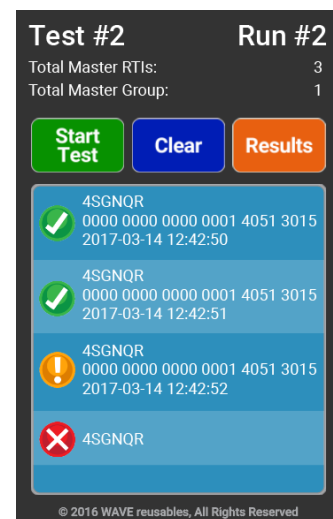 Test #2 Run #2
Total Master RTIs: 3
Total Master Group: 1
Start Test Clear Results
4SGNQR
0000 0000 0000 0001 4051 3015
2017-03-14 12:42:50
4SGNQR
0000 0000 0000 0001 4051 3015
2017-03-14 12:42:51
4SGNQR
0000 0000 0000 0001 4051 3015
2017-03-14 12:42:52
4SGNQR
© 2016 WAVE reusables, All Rights Reserved